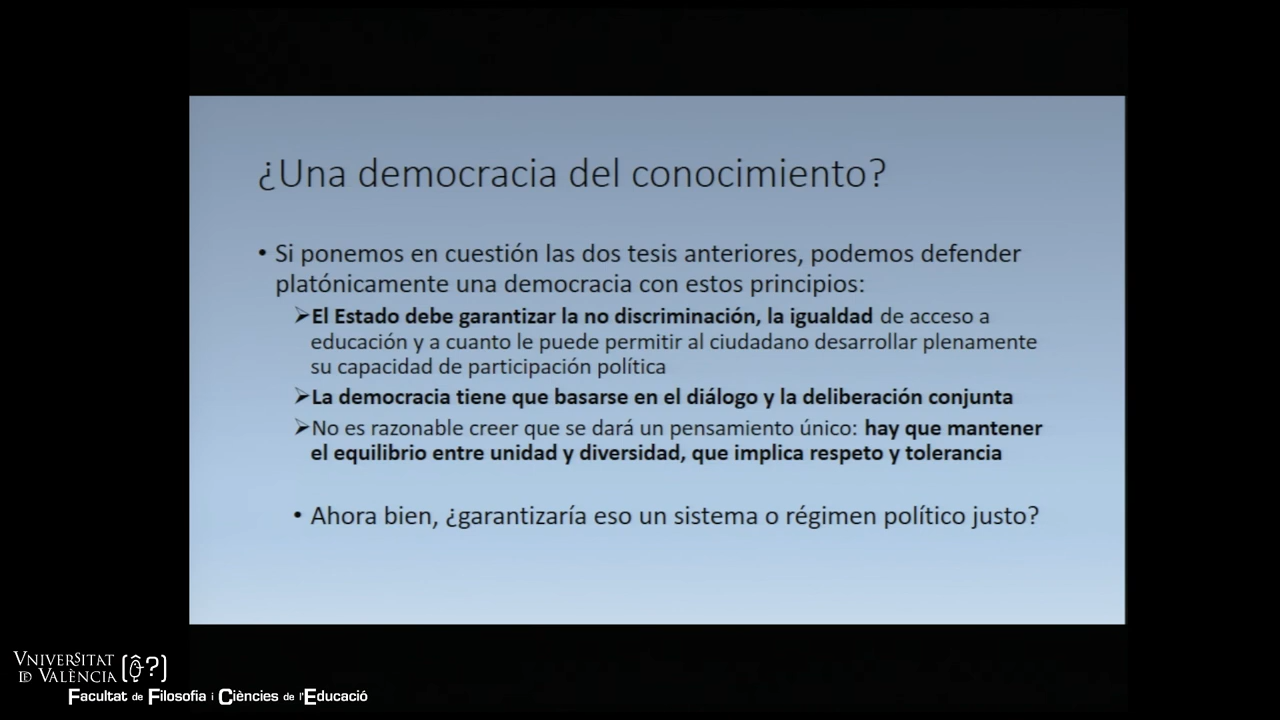 ¿Una democracia del conocimiento?
• Si ponemos en cuestión las dos tesis anteriores, podemos defender
platónicamente una democracia con estos principios:
➢El Estado debe garantizar la no discriminación, la igualdad de acceso a
educación y a cuanto le puede permitir al ciudadano desarrollar plenamente
su capacidad de participación política
➢La democracia tiene que basarse en el diálogo y la deliberación conjunta
➢No es razonable creer que se dará un pensamiento único: hay que mantener
el equilibrio entre unidad y diversidad, que implica respeto y tolerancia
• Ahora bien, ¿garantizaría eso un sistema o régimen político justo?
VNIVERSITAT
DE VALÈNCIA
Facultat de Filosofia i Ciències de l'Educació